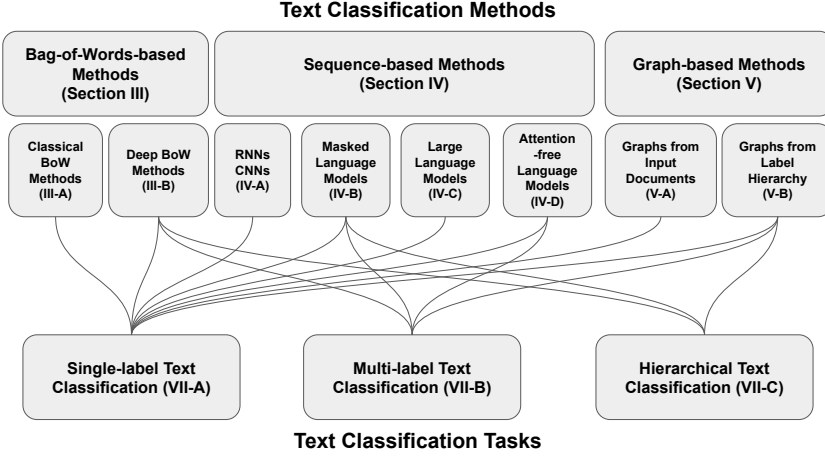 Text Classification Methods
Bag-of-Words-based
Methods
(Section III)
Sequence-based Methods
(Section IV)
Graph-based Methods
(Section V)
Classical
BoW
Methods
(III-A)
Deep BoW
Methods
(III-B)
RNNs
CNNs
(IV-A)
Masked
Language
Models
(IV-B)
Large
Language
Models
(IV-C)
Attention
-free
Language
Models
(IV-D)
Graphs from
Input
Documents
(V-A)
Graphs from
Label
Hierarchy
(V-B)
Single-label Text
Classification (VII-A)
Multi-label Text
Classification (VII-B)
Hierarchical Text
Classification (VII-C)
Text Classification Tasks